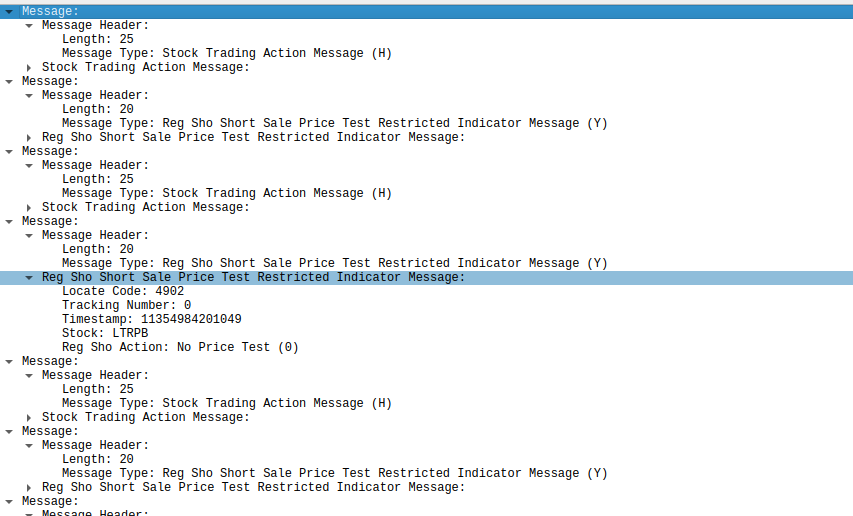 Message:
Message Header:
Length: 25
Message Type: Stock Trading Action Message (H)
Stock Trading Action Message:
Message:
Message Header:
Length: 20
Message Type: Reg Sho Short Sale Price Test Restricted Indicator Message (Y)
Reg Sho Short Sale Price Test Restricted Indicator Message:
Message:
Message Header:
Length: 25
Message Type: Stock Trading Action Message (H)
Stock Trading Action Message:
Message:
Message Header:
Length: 20
Message Type: Reg Sho Short Sale Price Test Restricted Indicator Message (Y)
Reg Sho Short Sale Price Test Restricted Indicator Message:
Locate Code: 4902
Tracking Number: 0
Timestamp: 11354984201049
Stock: LTRPB
Reg Sho Action: No Price Test (0)
Message:
Message Header:
Length: 25
Message Type: Stock Trading Action Message (H)
Stock Trading Action Message:
Message:
Message Header:
Length: 20
Message Type: Reg Sho Short Sale Price Test Restricted Indicator Message (Y)
Reg Sho Short Sale Price Test Restricted Indicator Message:
Message:
Message Header: